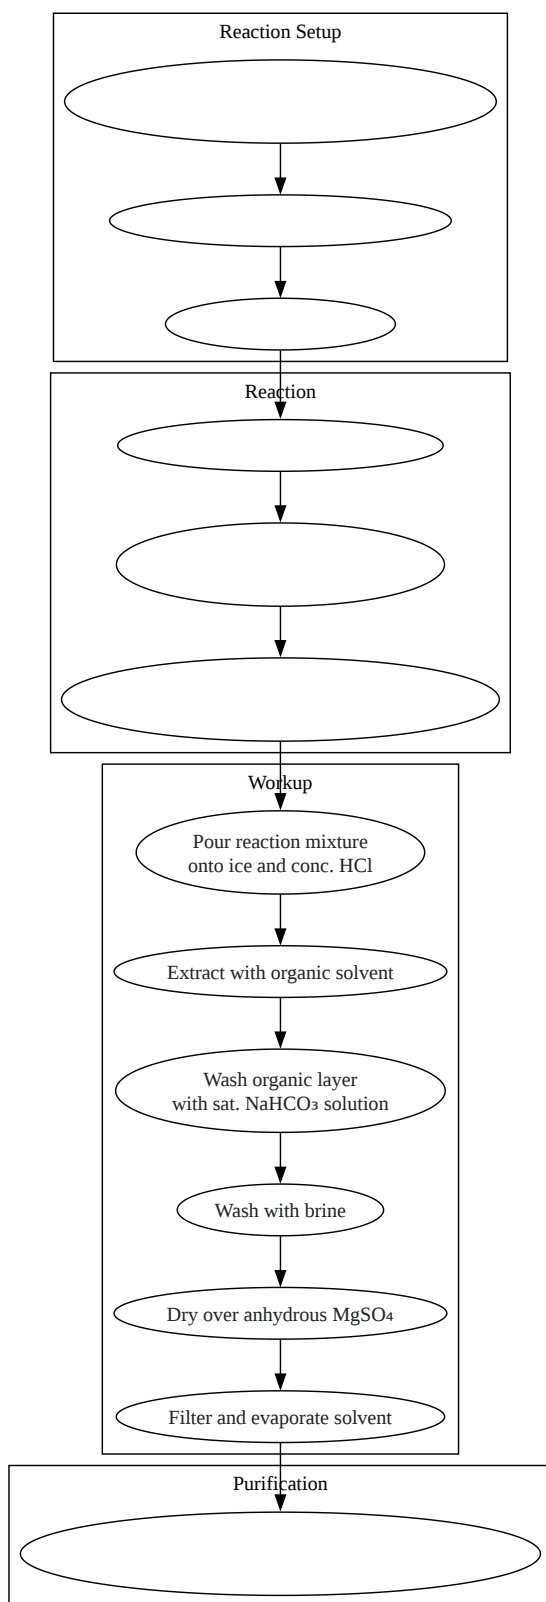 Reaction Setup
Reaction
Workup
Pour reaction mixture
onto ice and conc. HCl
Extract with organic solvent
Wash organic layer
with sat. NaHCO₃ solution
Wash with brine
Dry over anhydrous MgSO₄
Filter and evaporate solvent
Purification